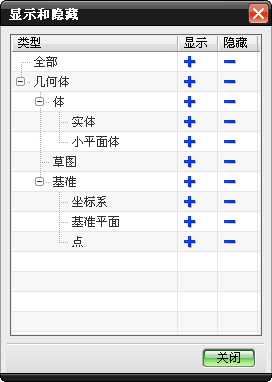 显示和隐藏
类型 显示 隐藏
全部
几何体
体
实体
小平面体
草图
基准
坐标系
基准平面
点
关闭